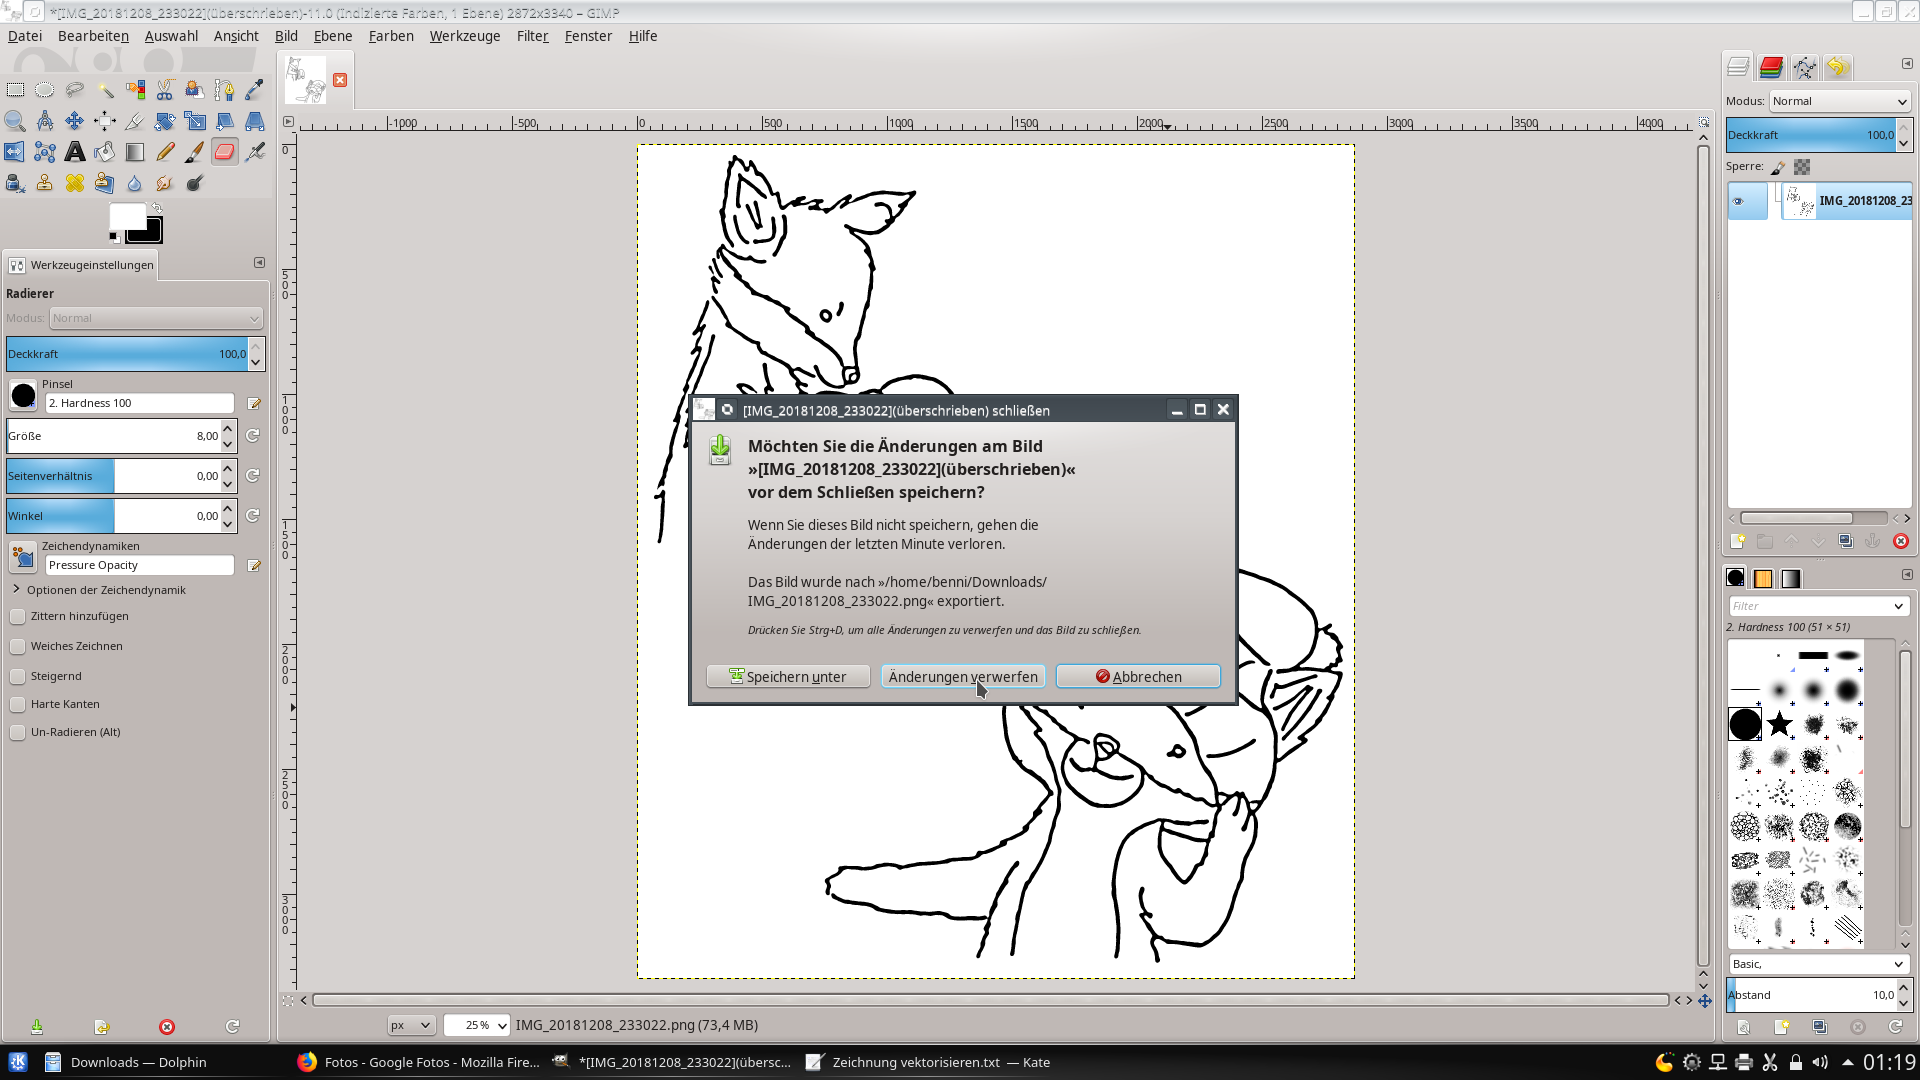 *[IMG_20181208_233022](überschrieben)-11.0 (Indizierte Farben, 1 Ebene) 2872x3340 – GIMP
Datei Bearbeiten Auswahl Ansicht Bild Ebene Farben Werkzeuge Filter Fenster Hilfe
-1000 -500 0 500 1000 1500 2000 2500 3000 3500 4000
0
500
1000
1500
2000
2500
3000
Werkzeugeinstellungen
Radierer
Modus: Normal
Deckkraft 100,0
Pinsel
2. Hardness 100
Größe 8,00
Seitenverhältnis 0,00
Winkel 0,00
Zeichendynamiken
Pressure Opacity
Optionen der Zeichendynamik
Zittern hinzufügen
Weiches Zeichnen
Steigernd
Harte Kanten
Un-Radieren (Alt)
[IMG_20181208_233022](überschrieben) schließen
Möchten Sie die Änderungen am Bild
»[IMG_20181208_233022](überschrieben)«
vor dem Schließen speichern?
Wenn Sie dieses Bild nicht speichern, gehen die
Änderungen der letzten Minute verloren.
Das Bild wurde nach »/home/benni/Downloads/
IMG_20181208_233022.png« exportiert.
Drücken Sie Strg+D, um alle Änderungen zu verwerfen und das Bild zu schließen.
Speichern unter Änderungen verwerfen Abbrechen
Modus: Normal
Deckkraft 100,0
Sperre:
IMG_20181208_23
Filter
2. Hardness 100 (51 × 51)
Basic,
Abstand 10,0
px 25 % IMG_20181208_233022.png (73,4 MB)
Downloads — Dolphin Fotos - Google Fotos - Mozilla Fire... *[IMG_20181208_233022](übersc... Zeichnung vektorisieren.txt — Kate 01:19